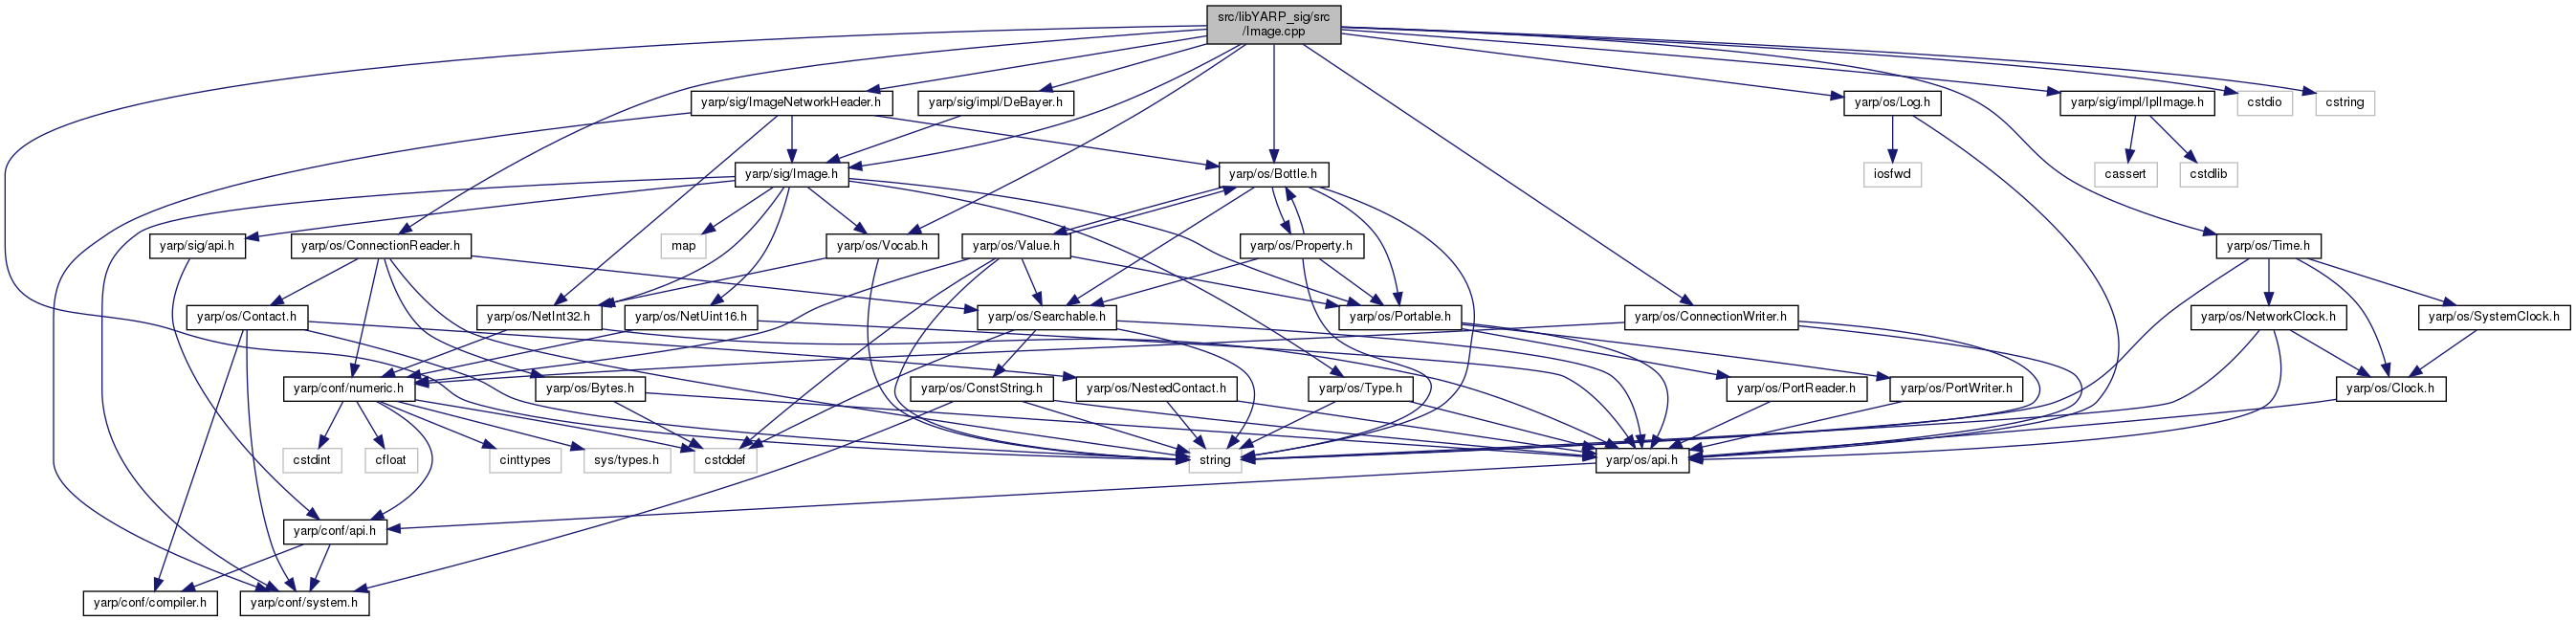 src/libYARP_sig/src
/Image.cpp
yarp/sig/ImageNetworkHeader.h
yarp/sig/impl/DeBayer.h
yarp/os/Log.h
yarp/sig/impl/IplImage.h
cstdio
cstring
yarp/sig/Image.h
yarp/os/Bottle.h
iosfwd
cassert
cstdlib
yarp/sig/api.h
yarp/os/ConnectionReader.h
map
yarp/os/Vocab.h
yarp/os/Value.h
yarp/os/Property.h
yarp/os/Time.h
yarp/os/Contact.h
yarp/os/NetInt32.h
yarp/os/NetUint16.h
yarp/os/Searchable.h
yarp/os/Portable.h
yarp/os/ConnectionWriter.h
yarp/os/NetworkClock.h
yarp/os/SystemClock.h
yarp/conf/numeric.h
yarp/os/Bytes.h
yarp/os/ConstString.h
yarp/os/NestedContact.h
yarp/os/Type.h
yarp/os/PortReader.h
yarp/os/PortWriter.h
yarp/os/Clock.h
cstdint
cfloat
cinttypes
sys/types.h
cstddef
string
yarp/os/api.h
yarp/conf/api.h
yarp/conf/compiler.h
yarp/conf/system.h